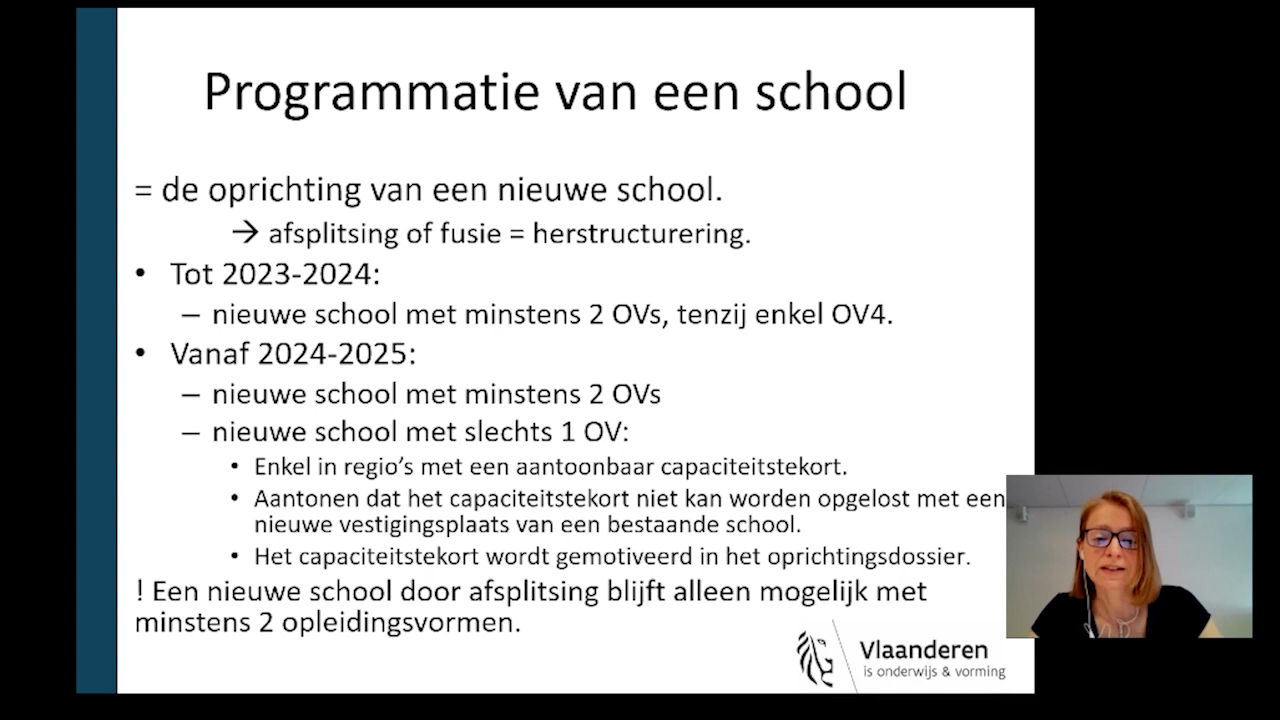 Programmatie van een school
= de oprichting van een nieuwe school.
→ afsplitsing of fusie = herstructurering.
• Tot 2023-2024:
– nieuwe school met minstens 2 OVs, tenzij enkel OV4.
• Vanaf 2024-2025:
– nieuwe school met minstens 2 OVs
– nieuwe school met slechts 1 OV:
• Enkel in regio's met een aantoonbaar capaciteitstekort.
• Aantonen dat het capaciteitstekort niet kan worden opgelost met een
nieuwe vestigingsplaats van een bestaande school.
• Het capaciteitstekort wordt gemotiveerd in het oprichtingsdossier.
! Een nieuwe school door afsplitsing blijft alleen mogelijk met
minstens 2 opleidingsvormen.
Vlaanderen
is onderwijs & vorming